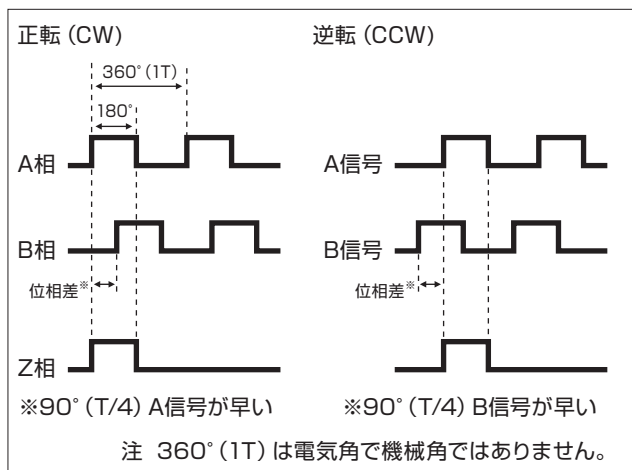 正転(CW)
360°(1T)
180°
A相
B相
位相差※
Z相
※90°(T/4) A信号が早い
逆転(CCW)
A信号
B信号
位相差※
※90°(T/4) B信号が早い
注 360°(1T)は電気角で機械角ではありません。